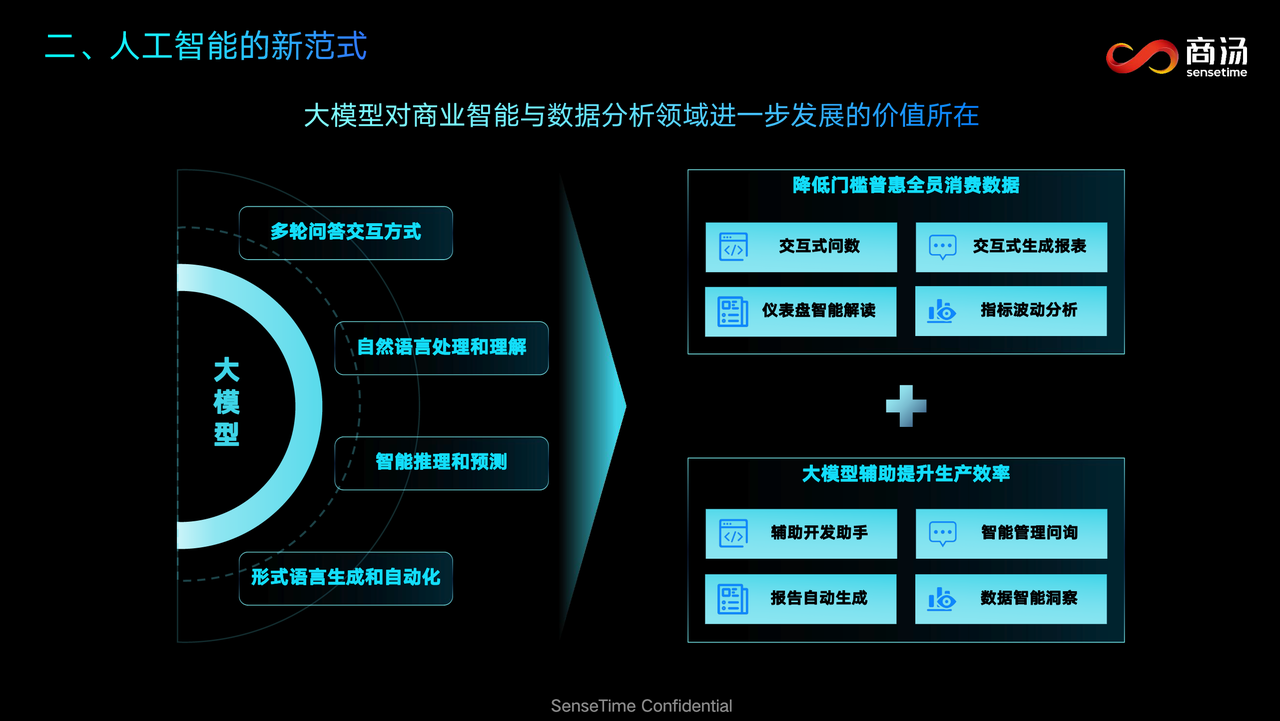 二、人工智能的新范式
商汤
sensetime
大模型对商业智能与数据分析领域进一步发展的价值所在
大
模
型
多轮问答交互方式
自然语言处理和理解
智能推理和预测
形式语言生成和自动化
降低门槛普惠全员消费数据
交互式问数
交互式生成报表
仪表盘智能解读
指标波动分析
大模型辅助提升生产效率
辅助开发助手
智能管理问询
报告自动生成
数据智能洞察
SenseTime Confidential